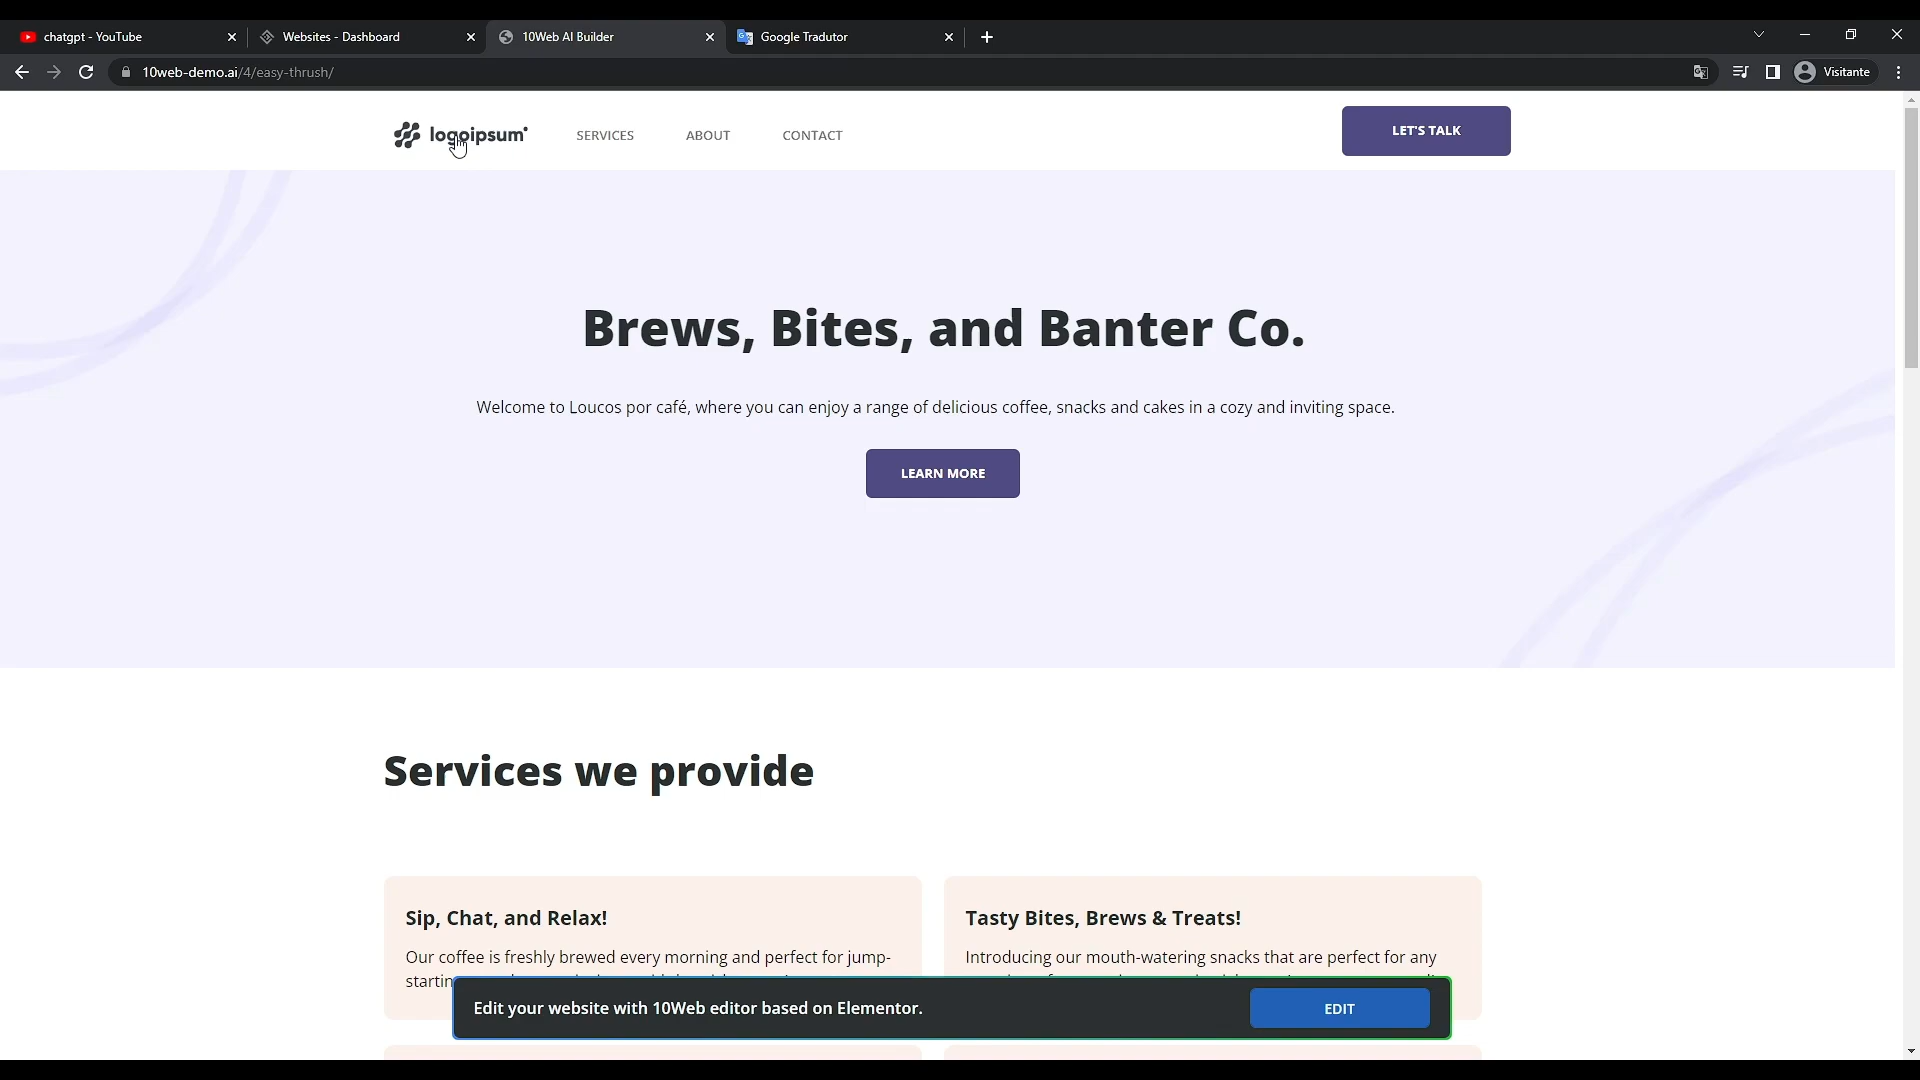 chatgpt - YouTube
Websites - Dashboard
10Web AI Builder
Google Tradutor
10web-demo.ai/4/easy-thrush/
Visitante
logoipsum
SERVICES
ABOUT
CONTACT
LET'S TALK
Brews, Bites, and Banter Co.
Welcome to Loucos por café, where you can enjoy a range of delicious coffee, snacks and cakes in a cozy and inviting space.
LEARN MORE
Services we provide
Sip, Chat, and Relax!
Our coffee is freshly brewed every morning and perfect for jump-
startin
Tasty Bites, Brews & Treats!
Introducing our mouth-watering snacks that are perfect for any
Edit your website with 10Web editor based on Elementor.
EDIT